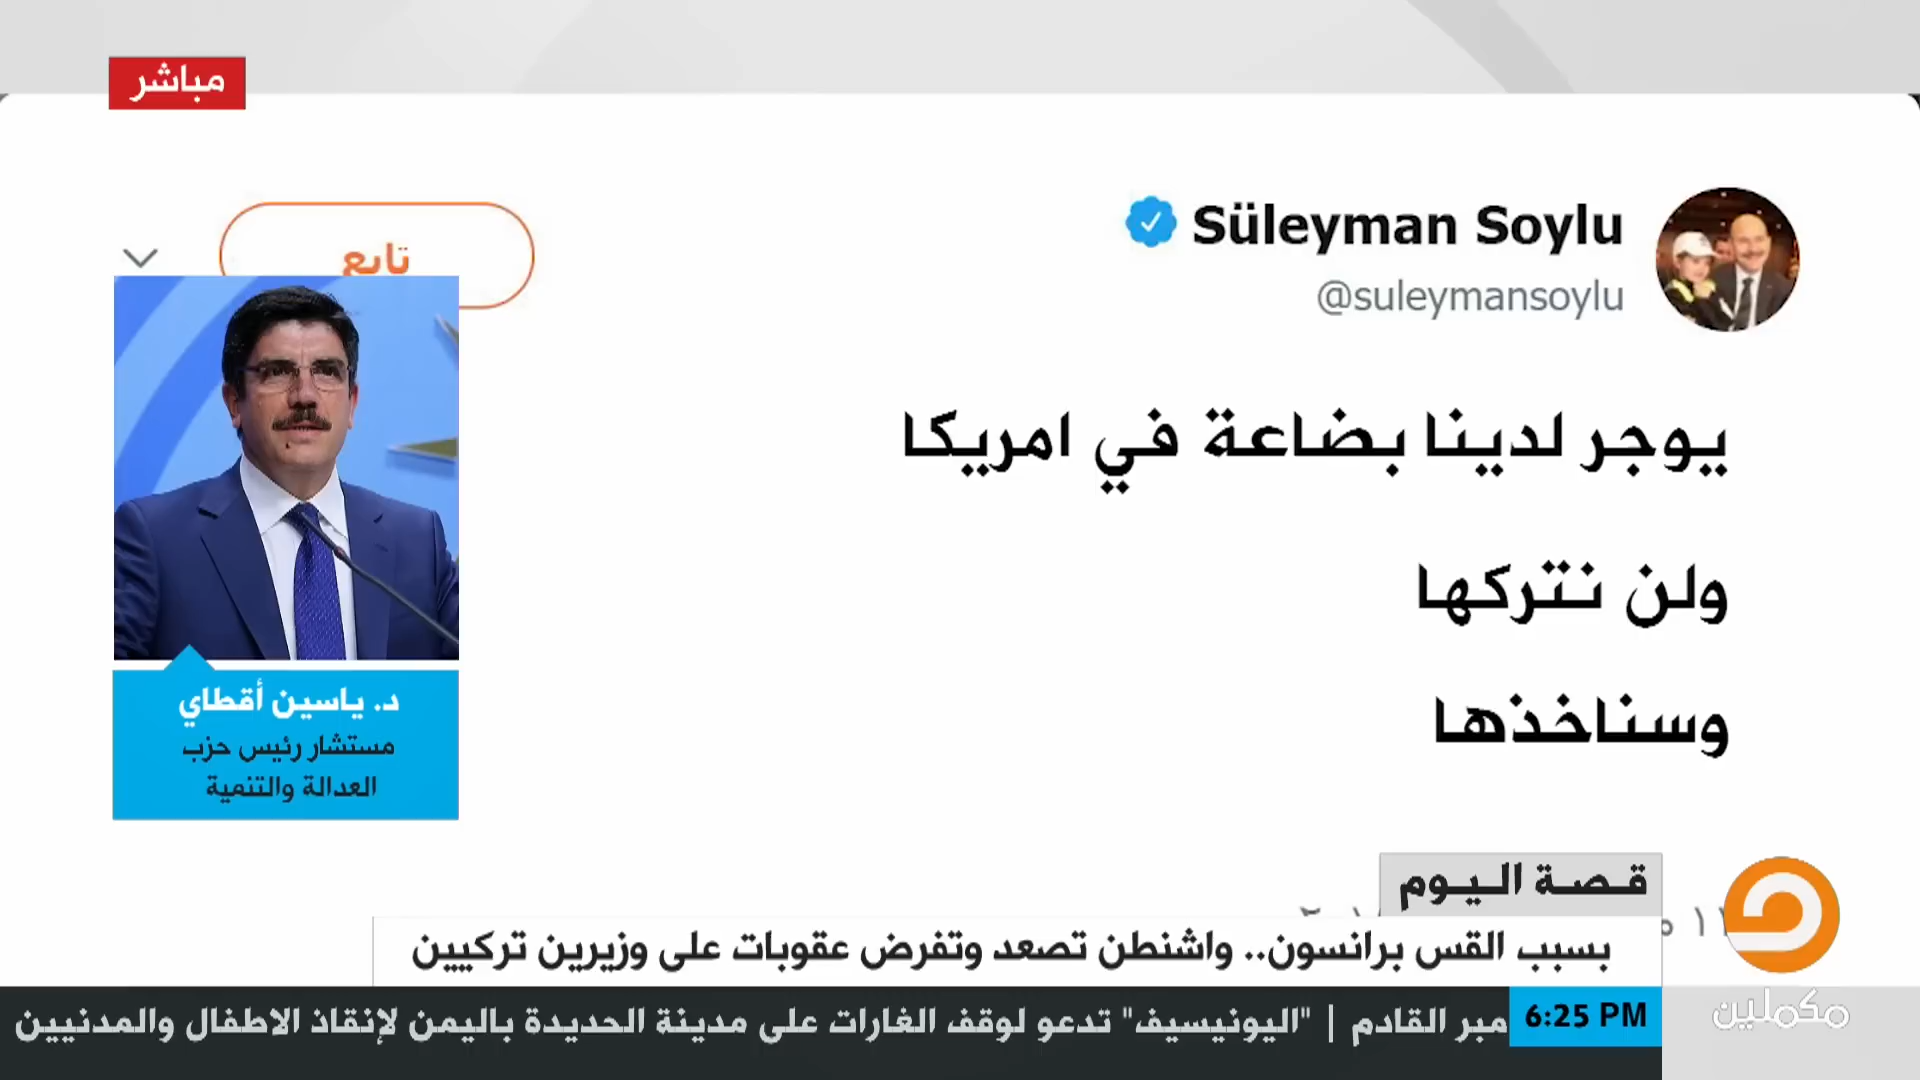 مباشر
Süleyman Soylu
@suleymansoylu
تابع
يوجر لدينا بضاعة في امريكا
ولن نتركها
وسناخذها
د. ياسين أقطاي
مستشار رئيس حزب
العدالة والتنمية
قصة اليوم
بسبب القس برانسون.. واشنطن تصعد وتفرض عقوبات على وزيرين تركيين
6:25 PM
مبر القادم | "اليونيسيف" تدعو لوقف الغارات على مدينة الحديدة باليمن لإنقاذ الاطفال والمدنيين
مكملين